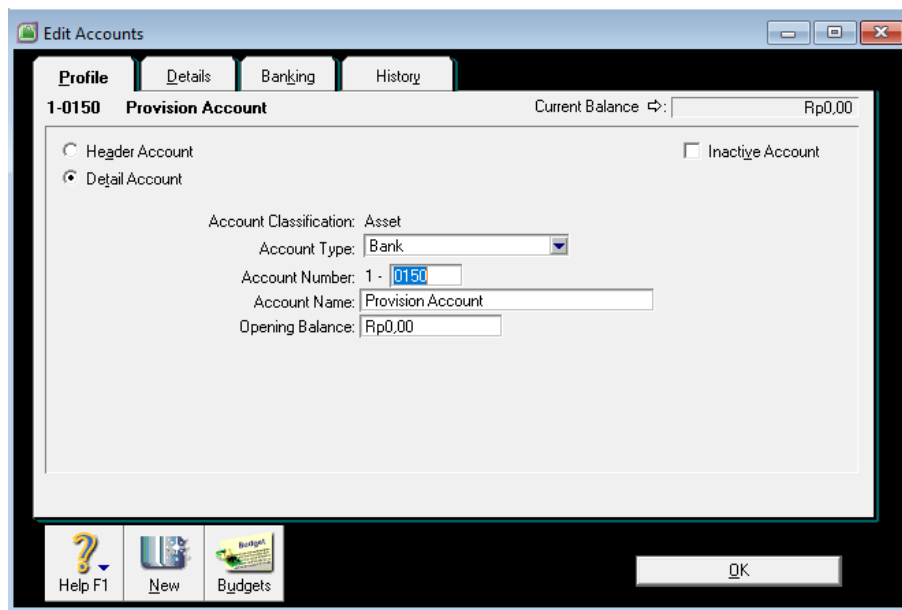 Edit Accounts
Profile Details Banking History
1-0150 Provision Account Current Balance ⇨: Rp0,00
Header Account Inactive Account
Detail Account
Account Classification: Asset
Account Type: Bank
Account Number: 1 - 0150
Account Name: Provision Account
Opening Balance: Rp0,00
Budget
Help F1 New Budgets OK